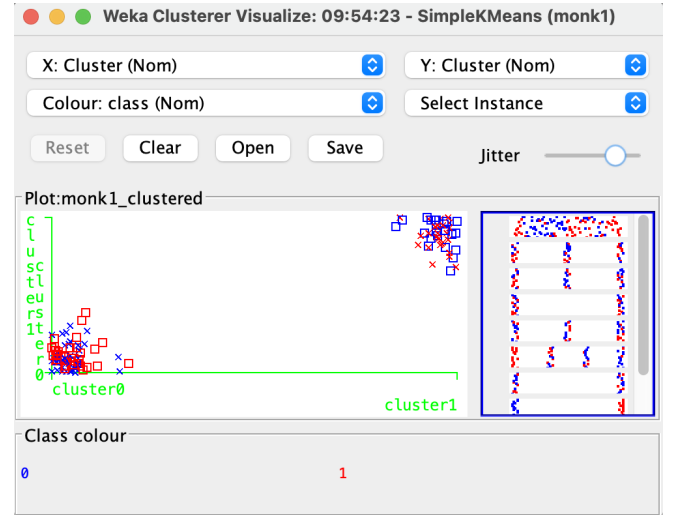 Weka Clusterer Visualize: 09:54:23 - SimpleKMeans (monk1)
X: Cluster (Nom)
Y: Cluster (Nom)
Colour: class (Nom)
Select Instance
Reset
Clear
Open
Save
Jitter
Plot:monk1_clustered
cluster1
cluster0
cluster0
cluster1
Class colour
0
1